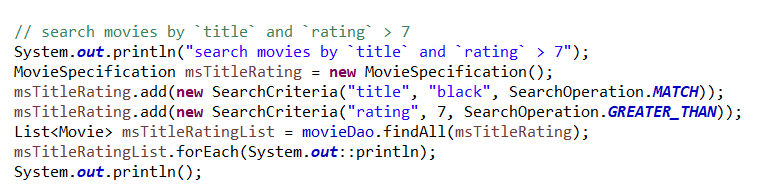 // search movies by `title` and `rating` > 7
System.out.println("search movies by `title` and `rating` > 7");
MovieSpecification msTitleRating = new MovieSpecification();
msTitleRating.add(new SearchCriteria("title", "black", SearchOperation.MATCH));
msTitleRating.add(new SearchCriteria("rating", 7, SearchOperation.GREATER_THAN));
List<Movie> msTitleRatingList = movieDao.findAll(msTitleRating);
msTitleRatingList.forEach(System.out::println);
System.out.println();